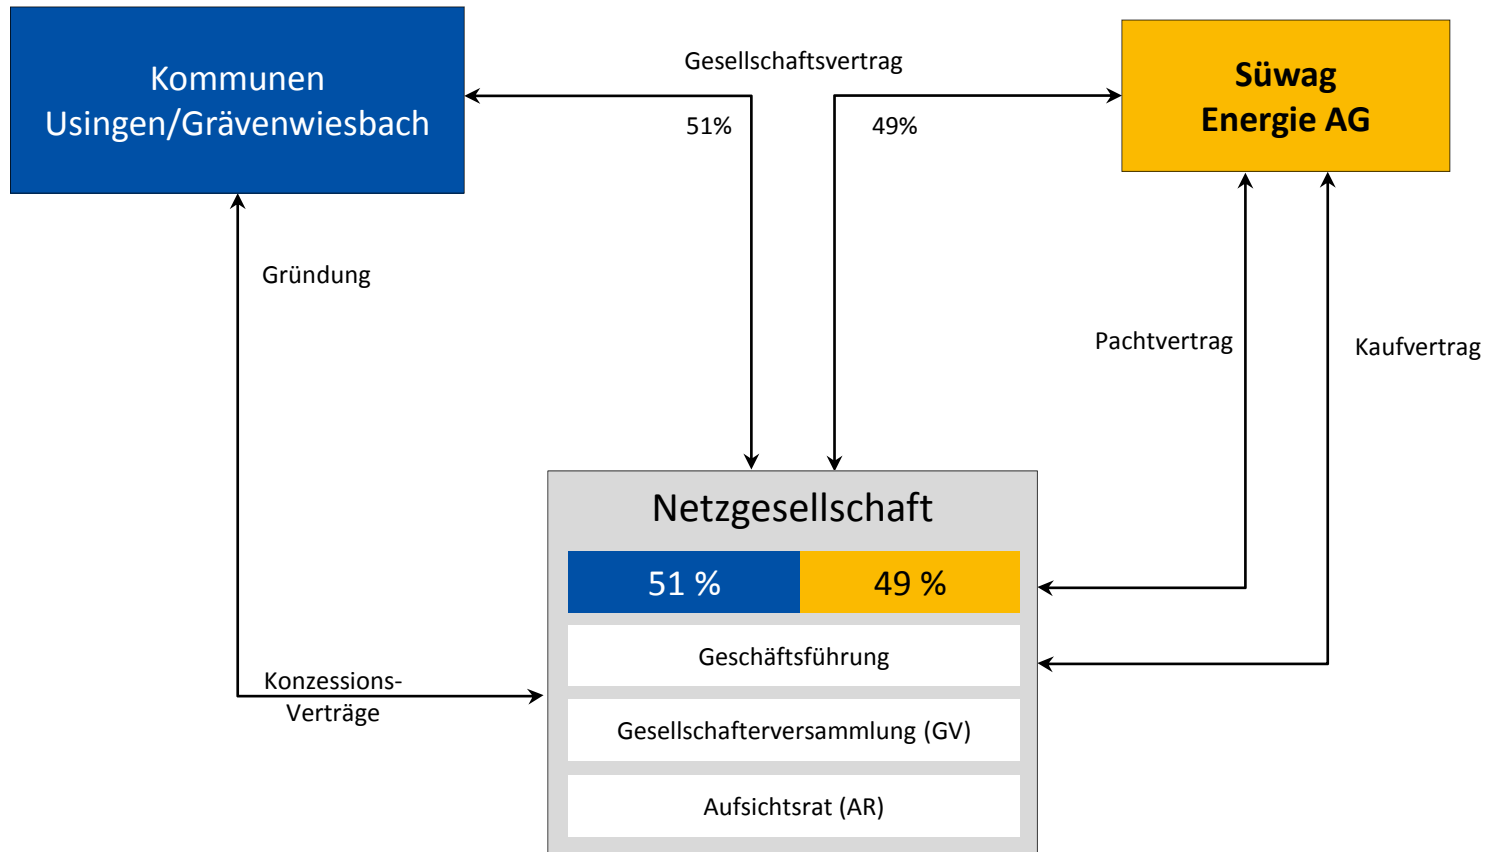 Kommunen
Usingen/Grävenwiesbach
Gesellschaftsvertrag
51%
49%
Süwag
Energie AG
Gründung
Pachtvertrag
Kaufvertrag
Netzgesellschaft
51 %
49 %
Geschäftsführung
Konzessions-
Verträge
Gesellschafterversammlung (GV)
Aufsichtsrat (AR)